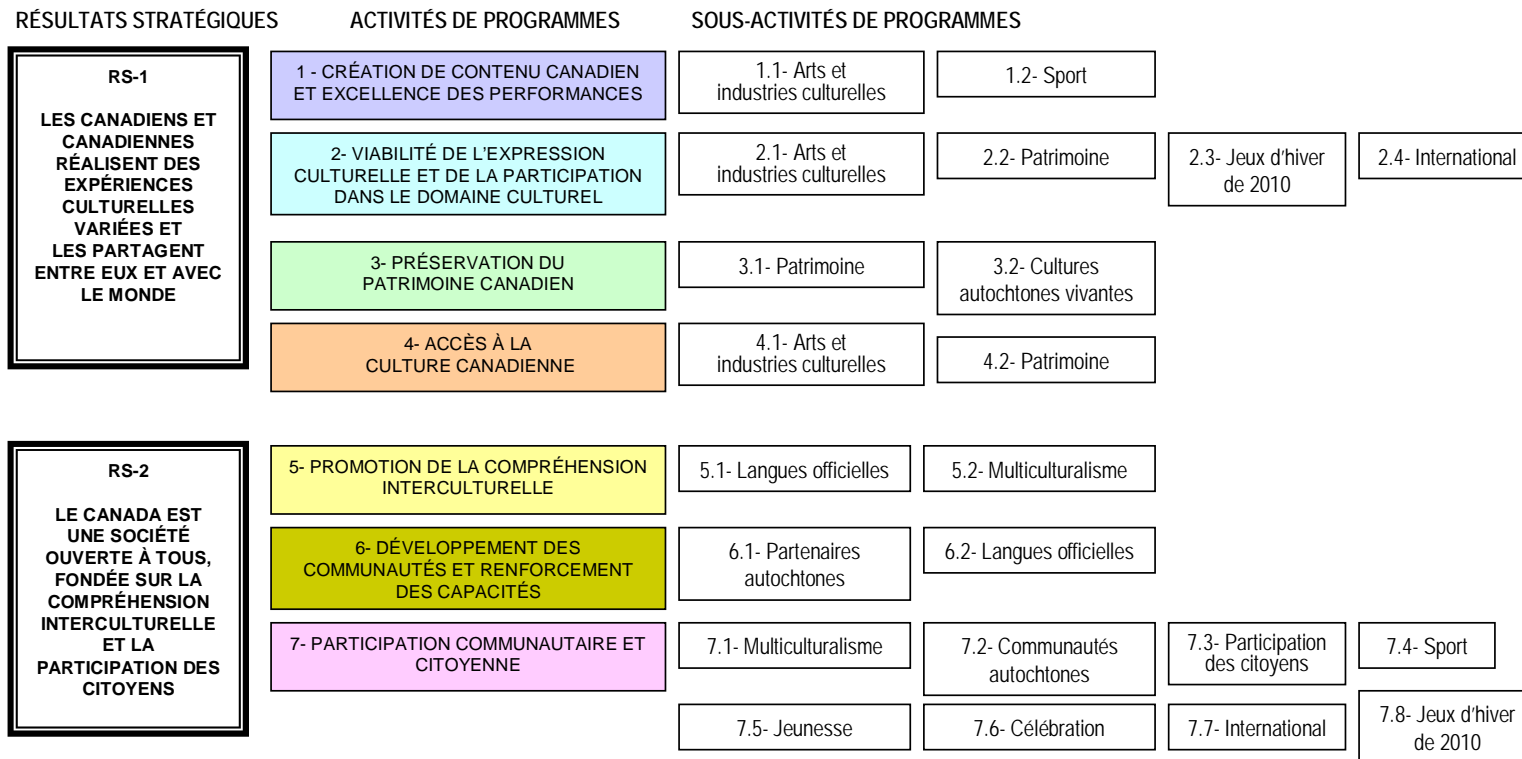 RÉSULTATS STRATÉGIQUES
ACTIVITÉS DE PROGRAMMES
SOUS-ACTIVITÉS DE PROGRAMMES
RS-1
LES CANADIENS ET
CANADIENNES
RÉALISENT DES
EXPÉRIENCES
CULTURELLES
VARIÉES ET
LES PARTAGENT
ENTRE EUX ET AVEC
LE MONDE
1 - CRÉATION DE CONTENU CANADIEN
ET EXCELLENCE DES PERFORMANCES
1.1- Arts et
industries culturelles
1.2- Sport
2- VIABILITÉ DE L'EXPRESSION
CULTURELLE ET DE LA PARTICIPATION
DANS LE DOMAINE CULTUREL
2.1- Arts et
industries culturelles
2.2- Patrimoine
2.3- Jeux d'hiver
de 2010
2.4- International
3- PRÉSERVATION DU
PATRIMOINE CANADIEN
3.1- Patrimoine
3.2- Cultures
autochtones vivantes
4- ACCÈS À LA
CULTURE CANADIENNE
4.1- Arts et
industries culturelles
4.2- Patrimoine
RS-2
LE CANADA EST
UNE SOCIÉTÉ
OUVERTE À TOUS,
FONDÉE SUR LA
COMPRÉHENSION
INTERCULTURELLE
ET LA
PARTICIPATION DES
CITOYENS
5- PROMOTION DE LA COMPRÉHENSION
INTERCULTURELLE
5.1- Langues officielles
5.2- Multiculturalisme
6- DÉVELOPPEMENT DES
COMMUNAUTÉS ET RENFORCEMENT
DES CAPACITÉS
6.1- Partenaires
autochtones
6.2- Langues officielles
7- PARTICIPATION COMMUNAUTAIRE ET
CITOYENNE
7.1- Multiculturalisme
7.2- Communautés
autochtones
7.3- Participation
des citoyens
7.4- Sport
7.5- Jeunesse
7.6- Célébration
7.7- International
7.8- Jeux d'hiver
de 2010